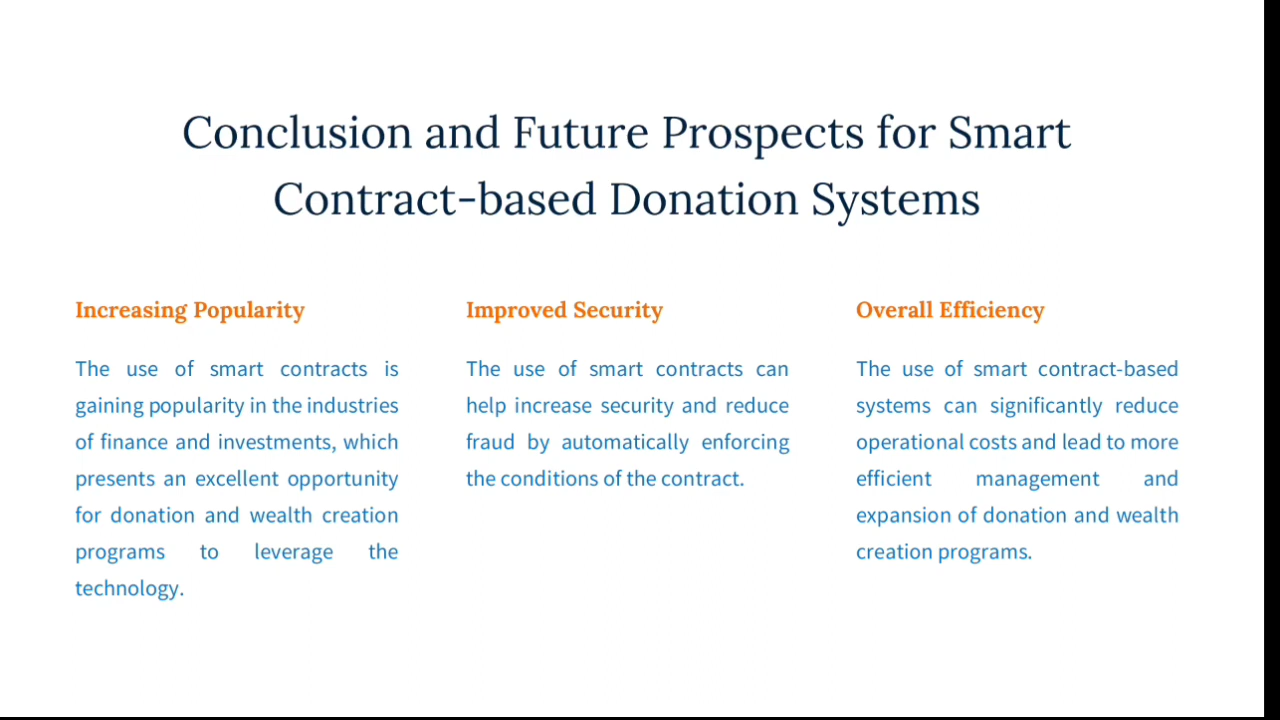 Conclusion and Future Prospects for Smart
Contract-based Donation Systems
Increasing Popularity
The use of smart contracts is
gaining popularity in the industries
of finance and investments, which
presents an excellent opportunity
for donation and wealth creation
programs to leverage the
technology.
Improved Security
The use of smart contracts can
help increase security and reduce
fraud by automatically enforcing
the conditions of the contract.
Overall Efficiency
The use of smart contract-based
systems can significantly reduce
operational costs and lead to more
efficient management and
expansion of donation and wealth
creation programs.